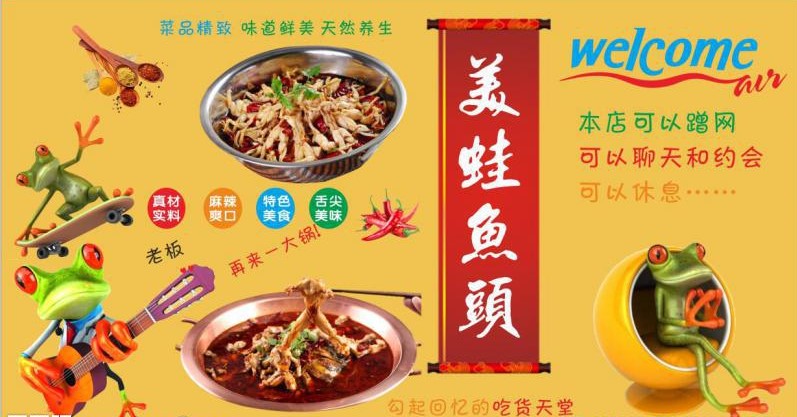 菜品精致 味道鲜美 天然养生
welcome
air
美蛙魚頭
本店可以蹭网
可以聊天和约会
可以休息……
真材
实料
麻辣
爽口
特色
美食
舌尖
美味
老板
再来一大锅!
勾起回忆的吃货天堂